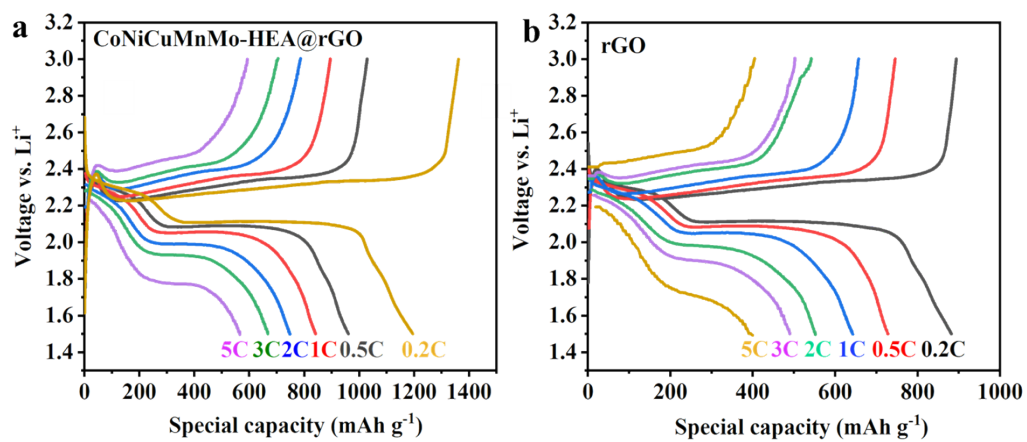 a
CoNiCuMnMo-HEA@rGO
Voltage vs. Li+
3.2
3.0
2.8
2.6
2.4
2.2
2.0
1.8
1.6
1.4
5C 3C 2C 1C 0.5C 0.2C
0 200 400 600 800 1000 1200 1400
Special capacity (mAh g-1)
b
rGO
Voltage vs. Li+
3.2
3.0
2.8
2.6
2.4
2.2
2.0
1.8
1.6
1.4
5C 3C 2C 1C 0.5C 0.2C
0 200 400 600 800 1000
Special capacity (mAh g-1)